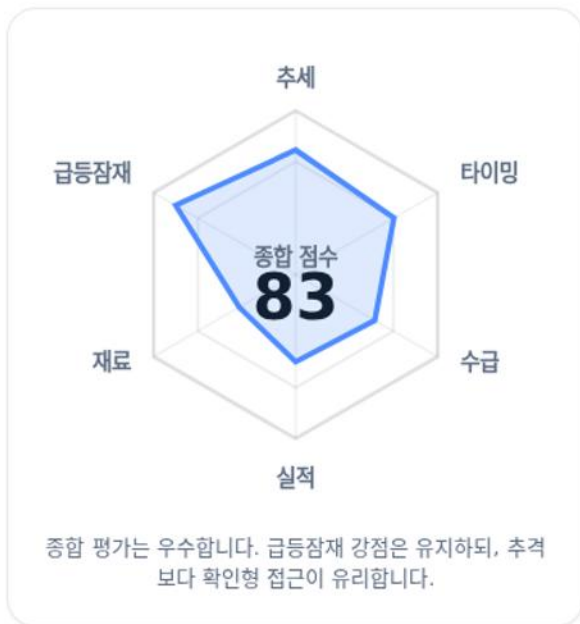 추세
급등잠재
타이밍
종합 점수
83
재료
수급
실적
종합 평가는 우수합니다. 급등잠재 강점은 유지하되, 추격
보다 확인형 접근이 유리합니다.